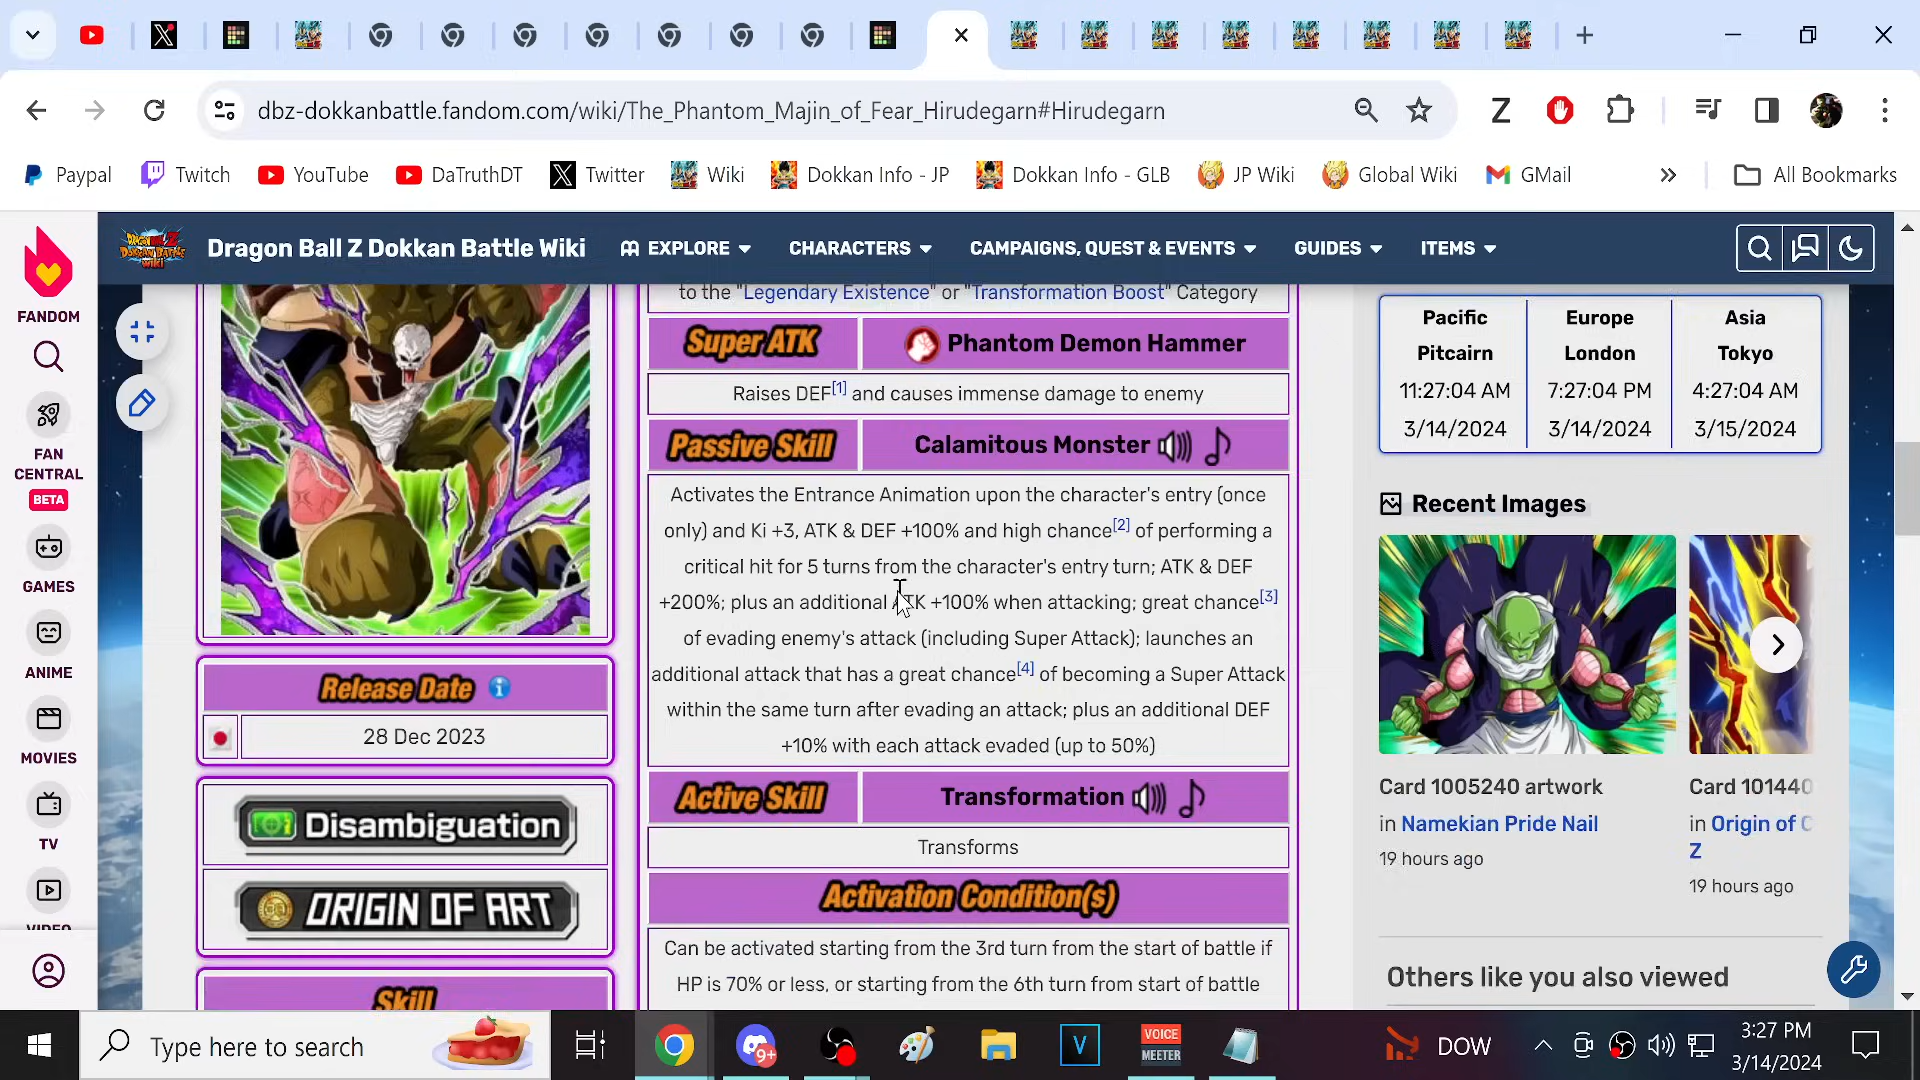 dbz-dokkanbattle.fandom.com/wiki/The_Phantom_Majin_of_Fear_Hirudegarn#Hirudegarn
Z
Paypal
Twitch
YouTube
DaTruthDT
Twitter
Wiki
Dokkan Info - JP
Dokkan Info - GLB
JP Wiki
Global Wiki
GMail
»
All Bookmarks
FANDOM
FAN CENTRAL
BETA
GAMES
ANIME
MOVIES
TV
VIDEO
Dragon Ball Z Dokkan Battle Wiki
EXPLORE
CHARACTERS
CAMPAIGNS, QUEST & EVENTS
GUIDES
ITEMS
Release Date
28 Dec 2023
Disambiguation
ORIGIN OF ART
Skill
to the "Legendary Existence" or "Transformation Boost" Category
Super ATK
Phantom Demon Hammer
Raises DEF[1] and causes immense damage to enemy
Passive Skill
Calamitous Monster
Activates the Entrance Animation upon the character's entry (once
only) and Ki +3, ATK & DEF +100% and high chance[2] of performing a
critical hit for 5 turns from the character's entry turn; ATK & DEF
+200%; plus an additional ATK +100% when attacking; great chance[3]
of evading enemy's attack (including Super Attack); launches an
additional attack that has a great chance[4] of becoming a Super Attack
within the same turn after evading an attack; plus an additional DEF
+10% with each attack evaded (up to 50%)
Active Skill
Transformation
Transforms
Activation Condition(s)
Can be activated starting from the 3rd turn from the start of battle if
HP is 70% or less, or starting from the 6th turn from start of battle
Pacific
Pitcairn
11:27:04 AM
3/14/2024
Europe
London
7:27:04 PM
3/14/2024
Asia
Tokyo
4:27:04 AM
3/15/2024
Recent Images
Card 1005240 artwork
in Namekian Pride Nail
19 hours ago
Card 101440
in Origin of
Z
19 hours ago
Others like you also viewed
Type here to search
9+
V
VOICE
MEETER
DOW
3:27 PM
3/14/2024